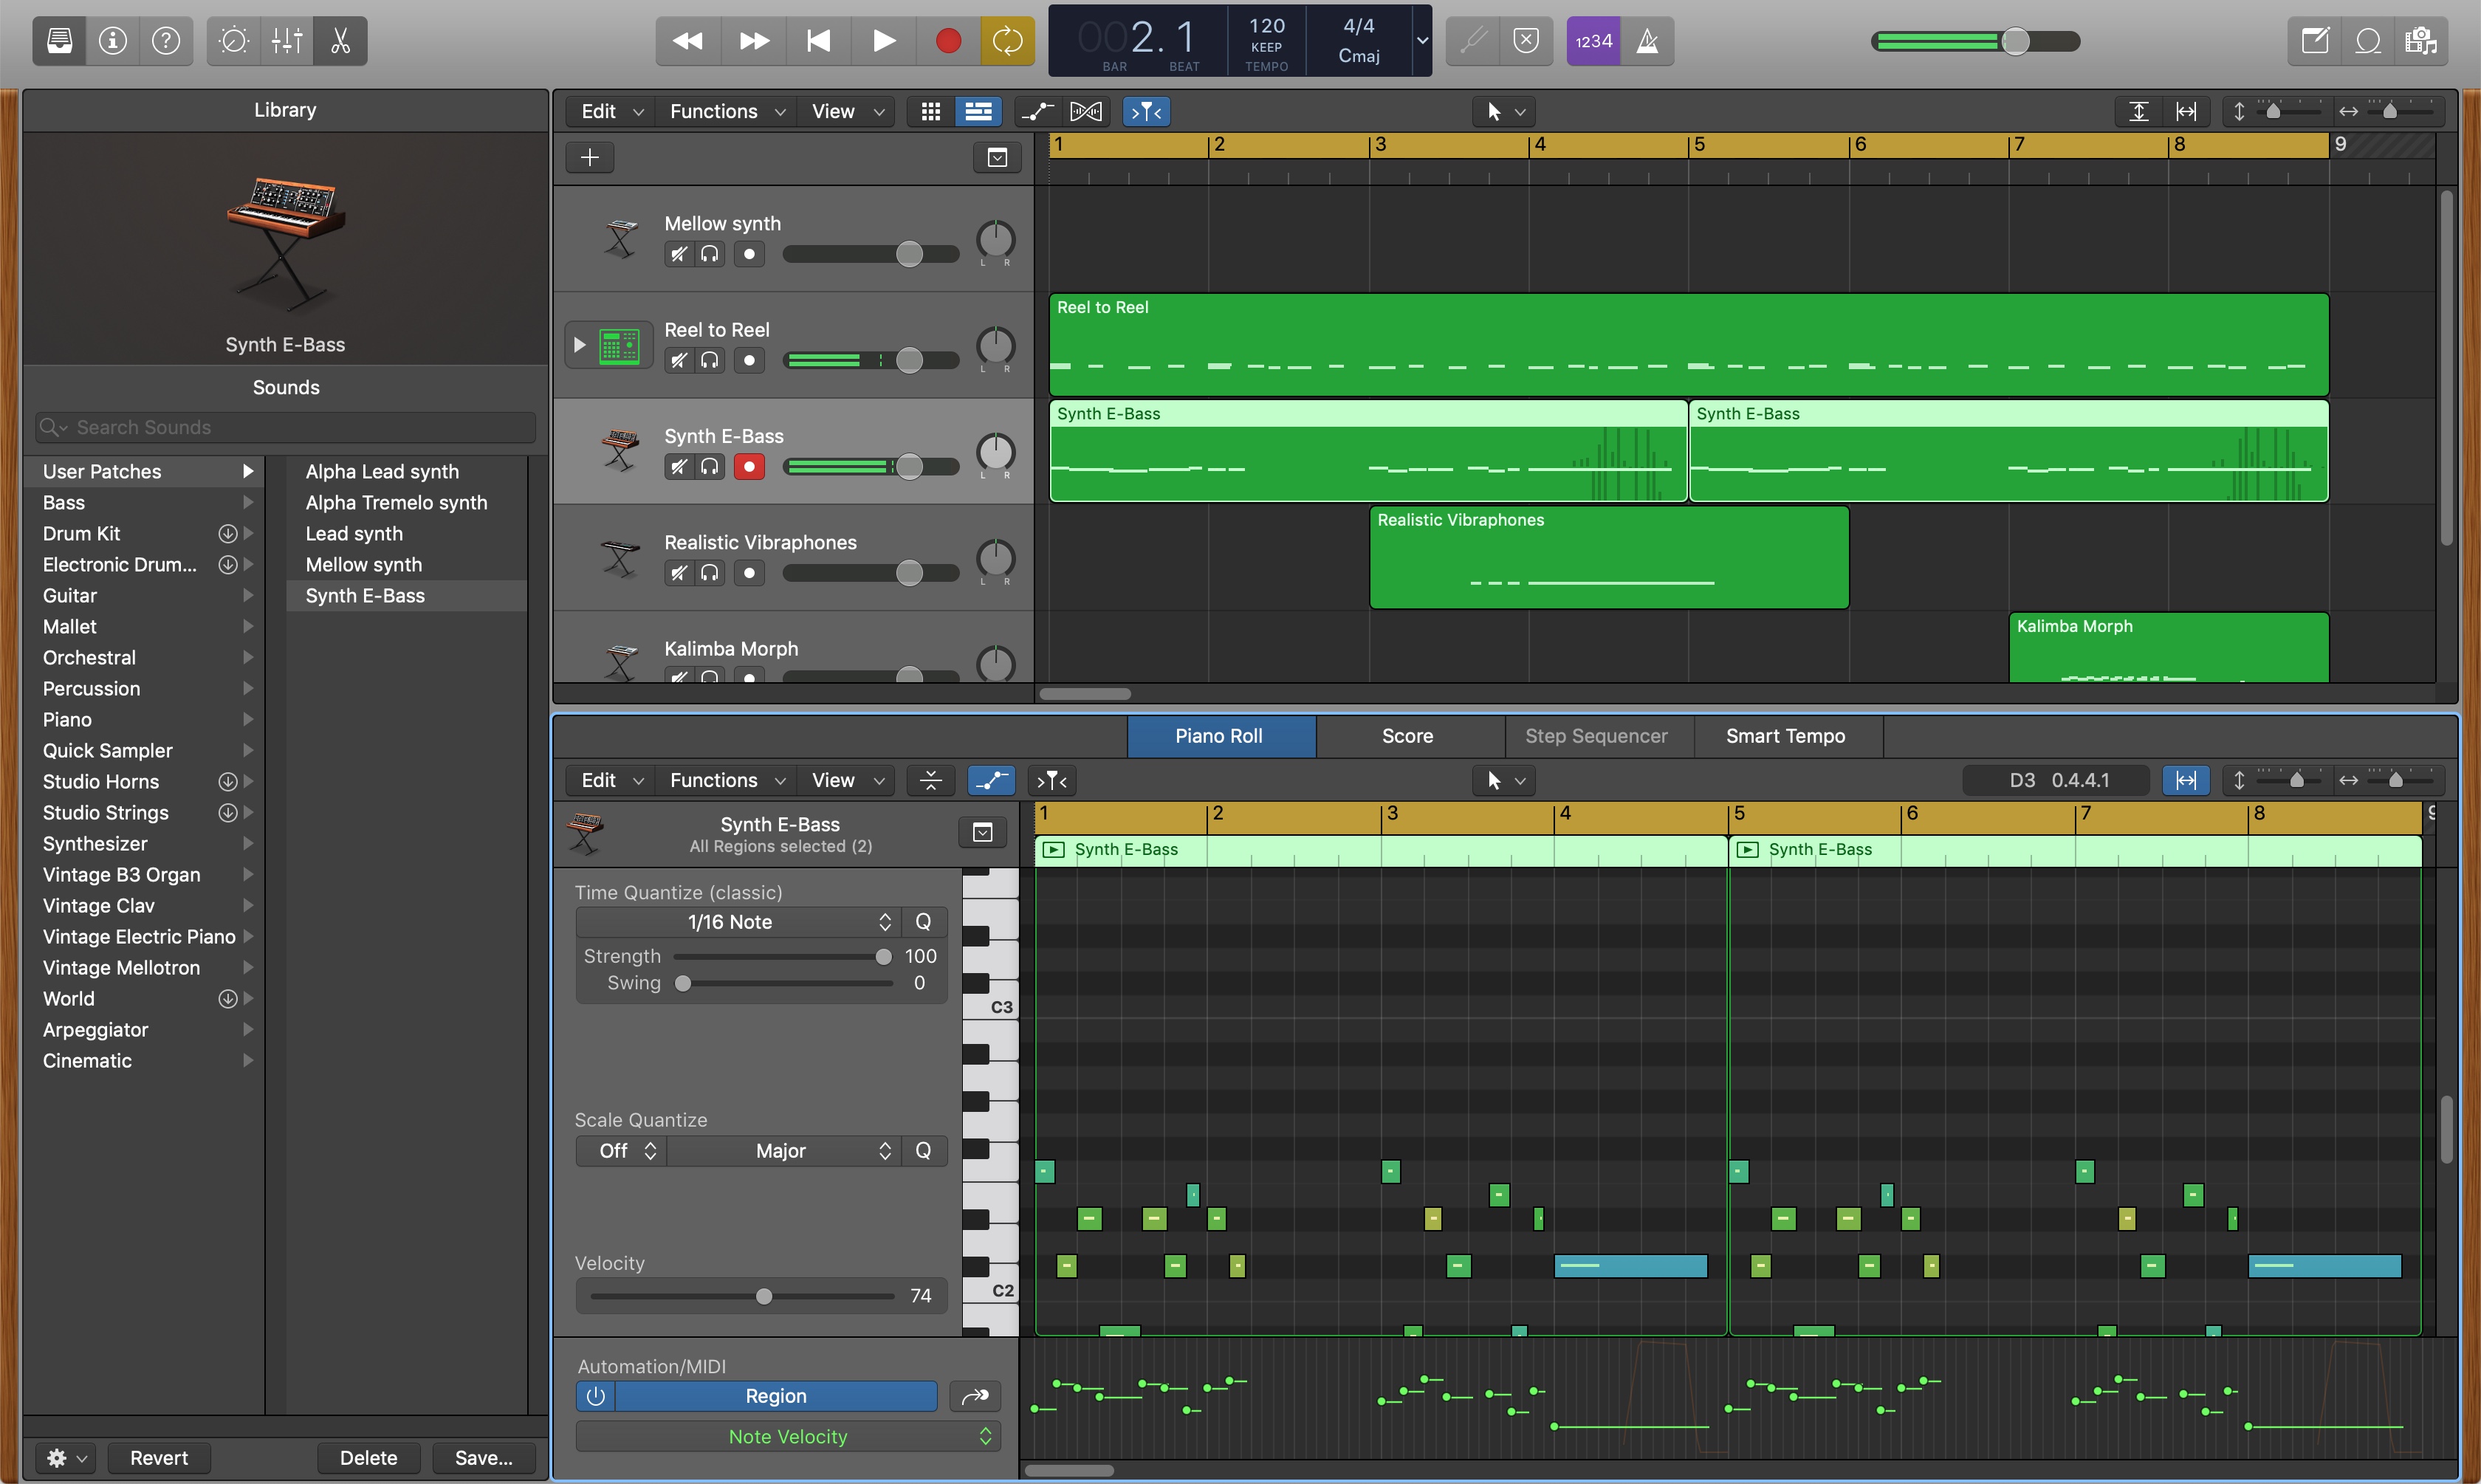 002. 1
BAR BEAT
120
KEEP
TEMPO
4/4
Cmaj
1234
Library
Synth E-Bass
Sounds
Search Sounds
User Patches
Bass
Drum Kit
Electronic Drum...
Guitar
Mallet
Orchestral
Percussion
Piano
Quick Sampler
Studio Horns
Studio Strings
Synthesizer
Vintage B3 Organ
Vintage Clav
Vintage Electric Piano
Vintage Mellotron
World
Arpeggiator
Cinematic
Alpha Lead synth
Alpha Tremelo synth
Lead synth
Mellow synth
Synth E-Bass
Revert
Delete
Save...
Edit
Functions
View
1 2 3 4 5 6 7 8 9
Mellow synth
L R
Reel to Reel
L R
Synth E-Bass
L R
Realistic Vibraphones
L R
Kalimba Morph
Reel to Reel
Synth E-Bass
Synth E-Bass
Realistic Vibraphones
Kalimba Morph
Piano Roll
Score
Step Sequencer
Smart Tempo
Edit
Functions
View
D3 0.4.4.1
Synth E-Bass
All Regions selected (2)
1 2 3 4 5 6 7 8 9
Synth E-Bass
Synth E-Bass
Time Quantize (classic)
1/16 Note
Q
Strength 100
Swing 0
Scale Quantize
Off
Major
Q
Velocity
74
C3
C2
Automation/MIDI
Region
Note Velocity